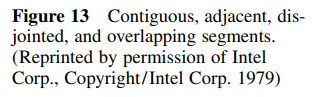 Figure 13 Contiguous, adjacent, dis-
jointed, and overlapping segments.
(Reprinted by permission of Intel
Corp., Copyright/Intel Corp. 1979)